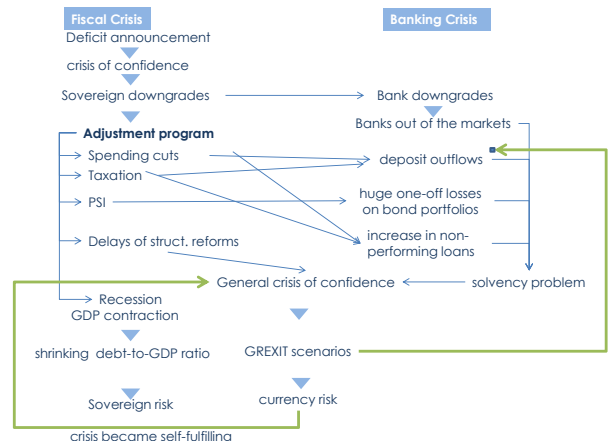 Fiscal Crisis
Banking Crisis
Deficit announcement
crisis of confidence
Sovereign downgrades
Bank downgrades
Banks out of the markets
Adjustment program
Spending cuts
deposit outflows
Taxation
PSI
huge one-off losses
on bond portfolios
Delays of struct. reforms
increase in non-
performing loans
General crisis of confidence
solvency problem
Recession
GDP contraction
shrinking debt-to-GDP ratio
GREXIT scenarios
Sovereign risk
currency risk
crisis became self-fulfilling